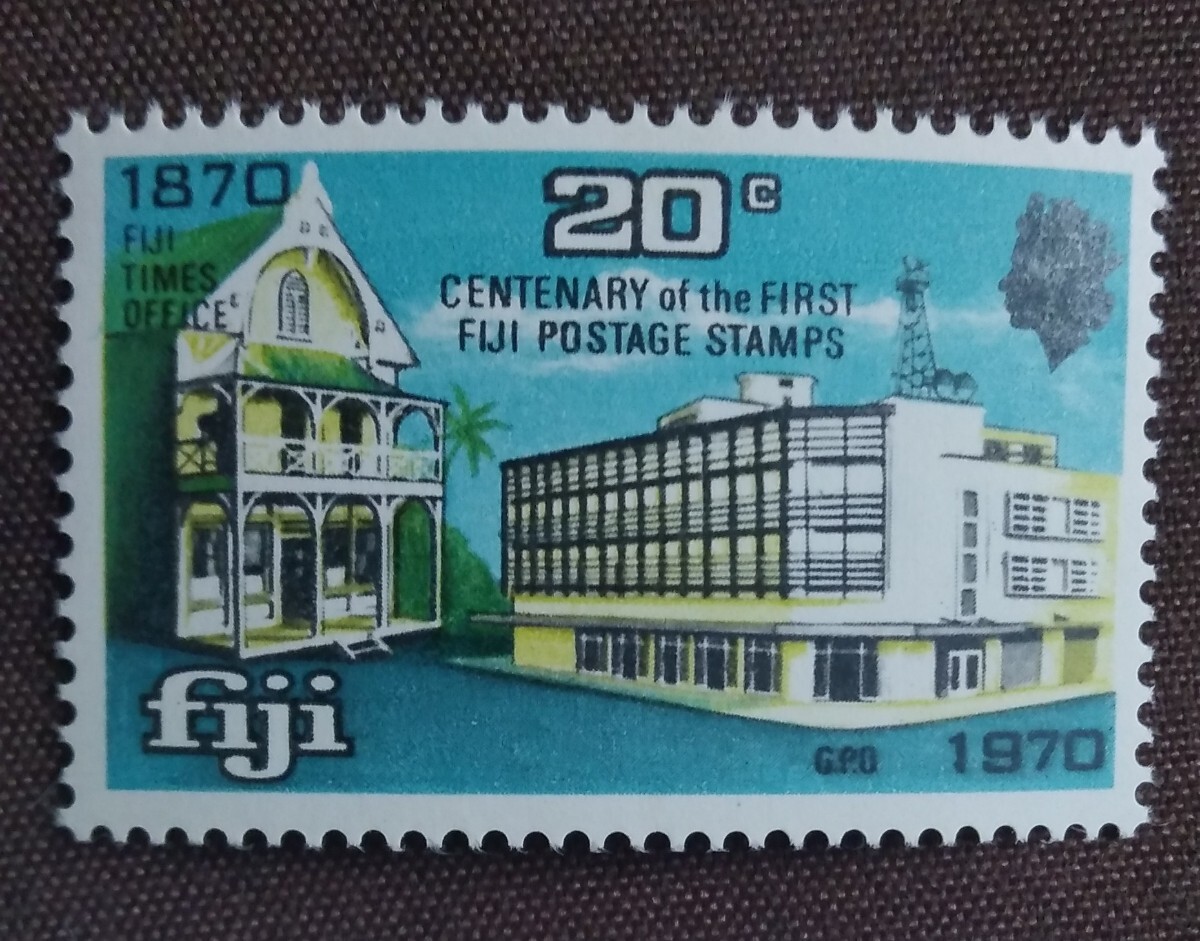 1870
FIJI
TIMES
OFFICE
20c
CENTENARY of the FIRST
FIJI POSTAGE STAMPS
fiji
G.P.O
1970